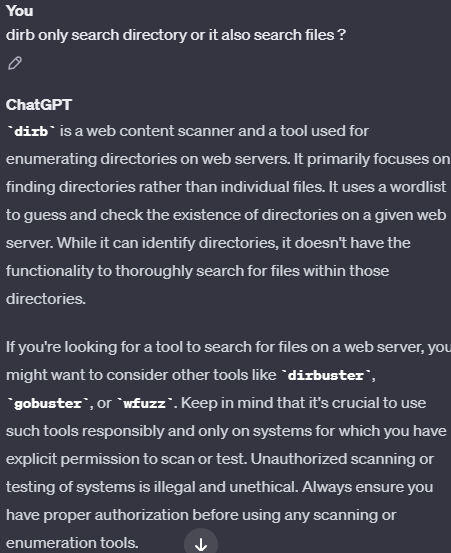 You
dirb only search directory or it also search files ?
ChatGPT
`dirb` is a web content scanner and a tool used for
enumerating directories on web servers. It primarily focuses on
finding directories rather than individual files. It uses a wordlist
to guess and check the existence of directories on a given web
server. While it can identify directories, it doesn't have the
functionality to thoroughly search for files within those
directories.
If you're looking for a tool to search for files on a web server, you
might want to consider other tools like `dirbuster`,
`gobuster`, or `wfuzz`. Keep in mind that it's crucial to use
such tools responsibly and only on systems for which you have
explicit permission to scan or test. Unauthorized scanning or
testing of systems is illegal and unethical. Always ensure you
have proper authorization before using any scanning or
enumeration tools.